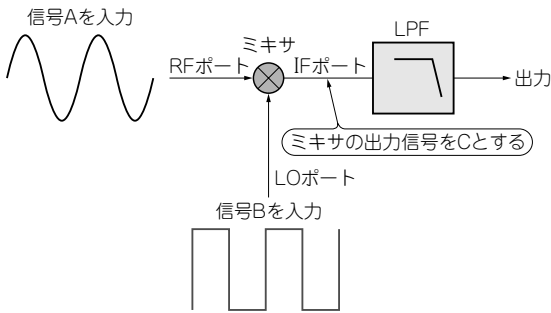 信号Aを入力
ミキサ
LPF
RFポート
IFポート
出力
ミキサの出力信号をCとする
LOポート
信号Bを入力